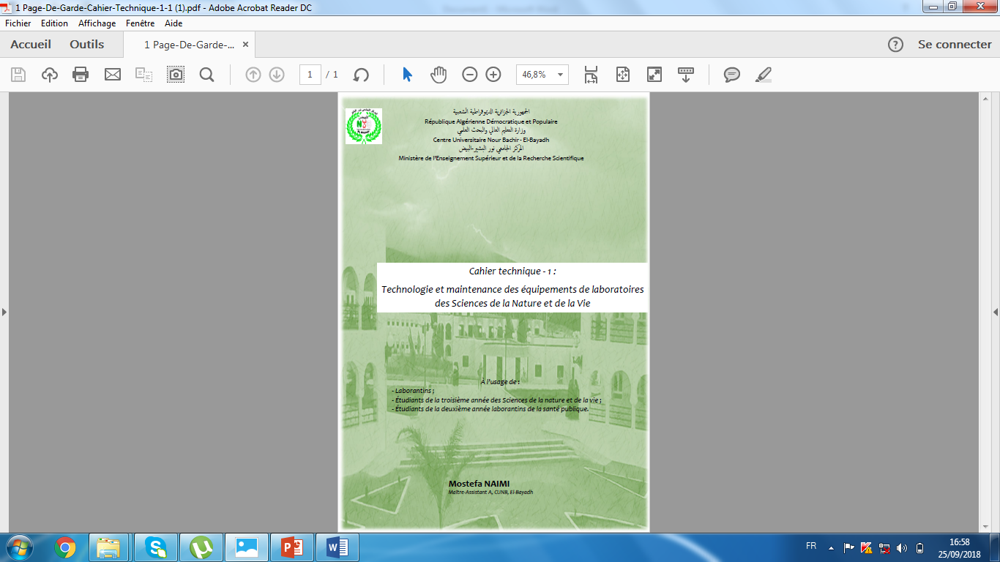 1 Page-De-Garde-Cahier-Technique-1-1 (1).pdf - Adobe Acrobat Reader DC
Fichier Edition Affichage Fenêtre Aide
Accueil Outils 1 Page-De-Garde-... × ? Se connecter
1 / 1 46,8%
الجمهورية الجزائرية الديموقراطية الشعبية
République Algérienne Démocratique et Populaire
وزارة التعليم العالي والبحث العلمي
Centre Universitaire Nour Bachir - El-Bayadh
المركز الجامعي نور البشير-البيض
Ministère de l'Enseignement Supérieur et de la Recherche Scientifique
Cahier technique - 1 :
Technologie et maintenance des équipements de laboratoires
des Sciences de la Nature et de la Vie
À l'usage de :
- Laborantins ;
- Étudiants de la troisième année des Sciences de la nature et de la vie ;
- Étudiants de la deuxième année laborantins de la santé publique.
Mostefa NAIMI
Maître-Assistant A, CUNB, El-Bayadh
FR 16:58
25/09/2018